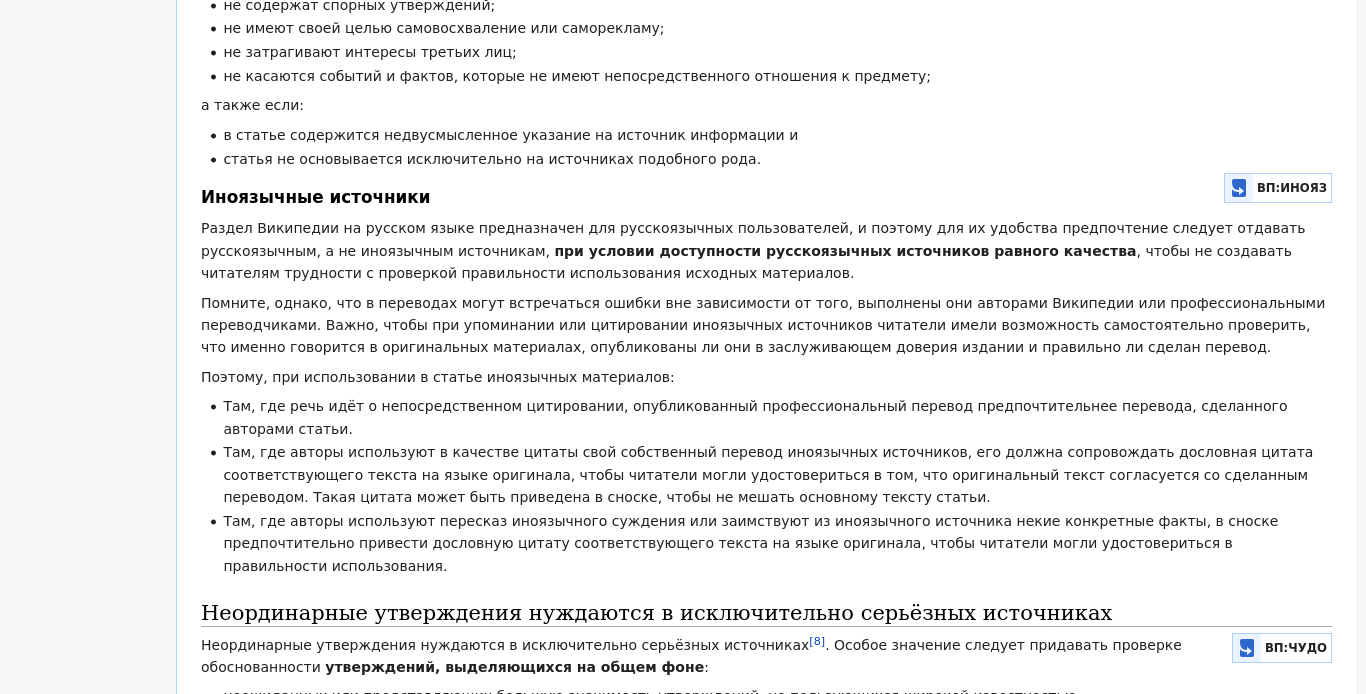 не содержат спорных утверждений;
не имеют своей целью самовосхваление или саморекламу;
не затрагивают интересы третьих лиц;
не касаются событий и фактов, которые не имеют непосредственного отношения к предмету;
а также если:
в статье содержится недвусмысленное указание на источник информации и
статья не основывается исключительно на источниках подобного рода.
ВП:ИНОЯЗ
Иноязычные источники
Раздел Википедии на русском языке предназначен для русскоязычных пользователей, и поэтому для их удобства предпочтение следует отдавать
русскоязычным, а не иноязычным источникам, при условии доступности русскоязычных источников равного качества, чтобы не создавать
читателям трудности с проверкой правильности использования исходных материалов.
Помните, однако, что в переводах могут встречаться ошибки вне зависимости от того, выполнены они авторами Википедии или профессиональными
переводчиками. Важно, чтобы при упоминании или цитировании иноязычных источников читатели имели возможность самостоятельно проверить,
что именно говорится в оригинальных материалах, опубликованы ли они в заслуживающем доверия издании и правильно ли сделан перевод.
Поэтому, при использовании в статье иноязычных материалов:
Там, где речь идёт о непосредственном цитировании, опубликованный профессиональный перевод предпочтительнее перевода, сделанного
авторами статьи.
Там, где авторы используют в качестве цитаты свой собственный перевод иноязычных источников, его должна сопровождать дословная цитата
соответствующего текста на языке оригинала, чтобы читатели могли удостовериться в том, что оригинальный текст согласуется со сделанным
переводом. Такая цитата может быть приведена в сноске, чтобы не мешать основному тексту статьи.
Там, где авторы используют пересказ иноязычного суждения или заимствуют из иноязычного источника некие конкретные факты, в сноске
предпочтительно привести дословную цитату соответствующего текста на языке оригинала, чтобы читатели могли удостовериться в
правильности использования.
Неординарные утверждения нуждаются в исключительно серьёзных источниках
Неординарные утверждения нуждаются в исключительно серьёзных источниках[8]. Особое значение следует придавать проверке
ВП:ЧУДО
обоснованности утверждений, выделяющихся на общем фоне:
неожиданных или представляющих большую значимость утверждений, не пользующихся широкой известностью